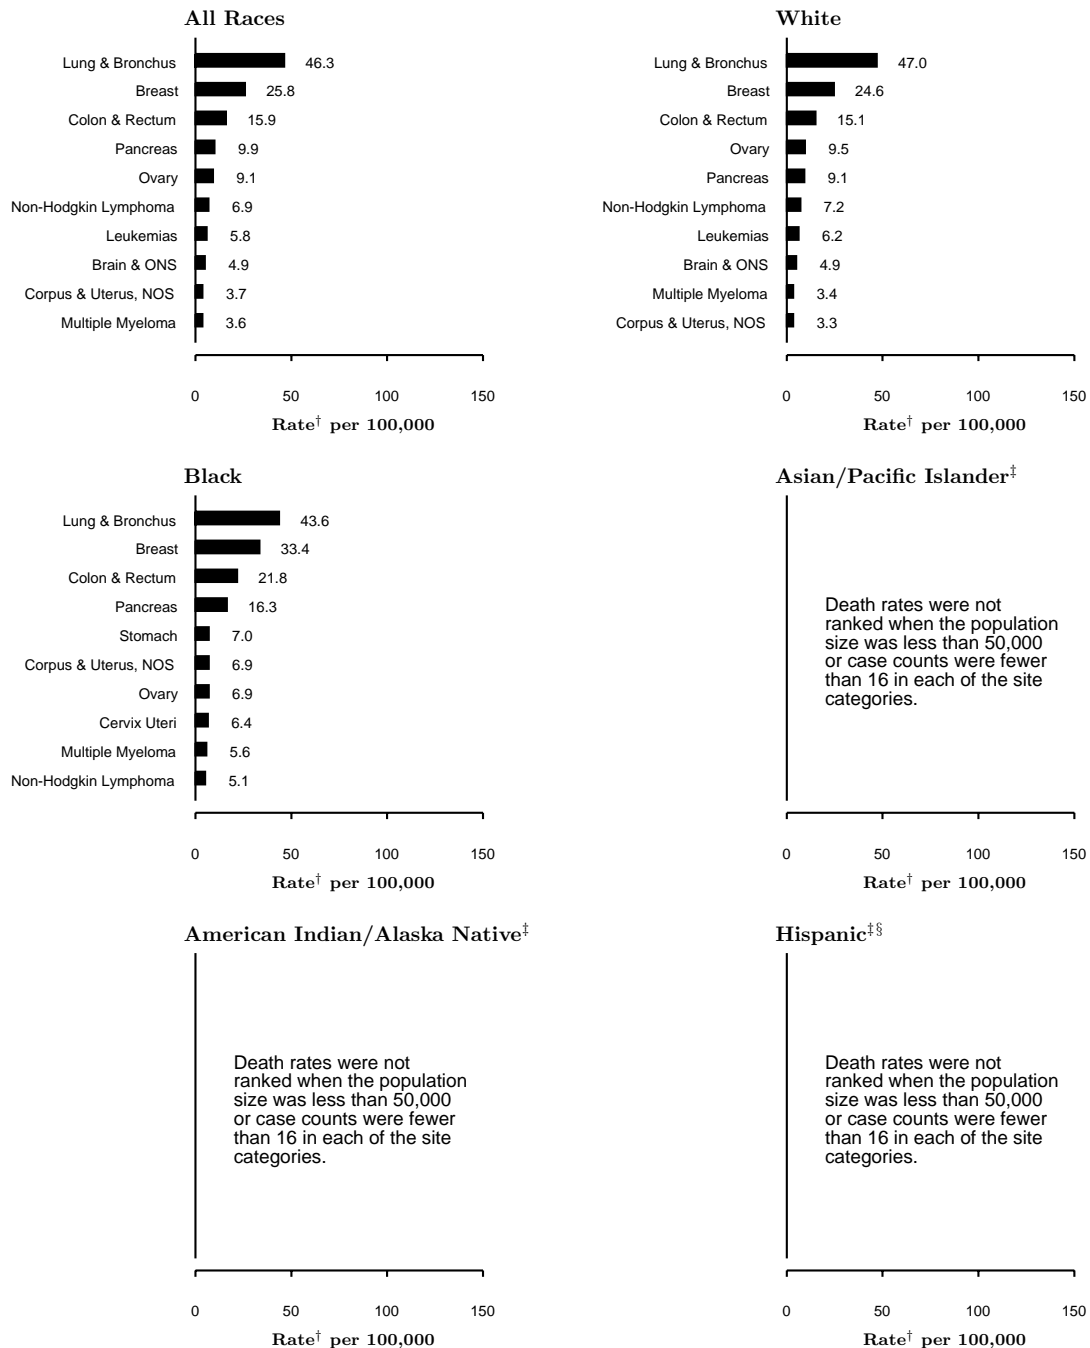 All Races
Lung & Bronchus 46.3
Breast 25.8
Colon & Rectum 15.9
Pancreas 9.9
Ovary 9.1
Non-Hodgkin Lymphoma 6.9
Leukemias 5.8
Brain & ONS 4.9
Corpus & Uterus, NOS 3.7
Multiple Myeloma 3.6
0 50 100 150
Rate† per 100,000
White
Lung & Bronchus 47.0
Breast 24.6
Colon & Rectum 15.1
Ovary 9.5
Pancreas 9.1
Non-Hodgkin Lymphoma 7.2
Leukemias 6.2
Brain & ONS 4.9
Multiple Myeloma 3.4
Corpus & Uterus, NOS 3.3
0 50 100 150
Rate† per 100,000
Black
Lung & Bronchus 43.6
Breast 33.4
Colon & Rectum 21.8
Pancreas 16.3
Stomach 7.0
Corpus & Uterus, NOS 6.9
Ovary 6.9
Cervix Uteri 6.4
Multiple Myeloma 5.6
Non-Hodgkin Lymphoma 5.1
0 50 100 150
Rate† per 100,000
Asian/Pacific Islander‡
Death rates were not
ranked when the population
size was less than 50,000
or case counts were fewer
than 16 in each of the site
categories.
0 50 100 150
Rate† per 100,000
American Indian/Alaska Native‡
Death rates were not
ranked when the population
size was less than 50,000
or case counts were fewer
than 16 in each of the site
categories.
0 50 100 150
Rate† per 100,000
Hispanic‡§
Death rates were not
ranked when the population
size was less than 50,000
or case counts were fewer
than 16 in each of the site
categories.
0 50 100 150
Rate† per 100,000